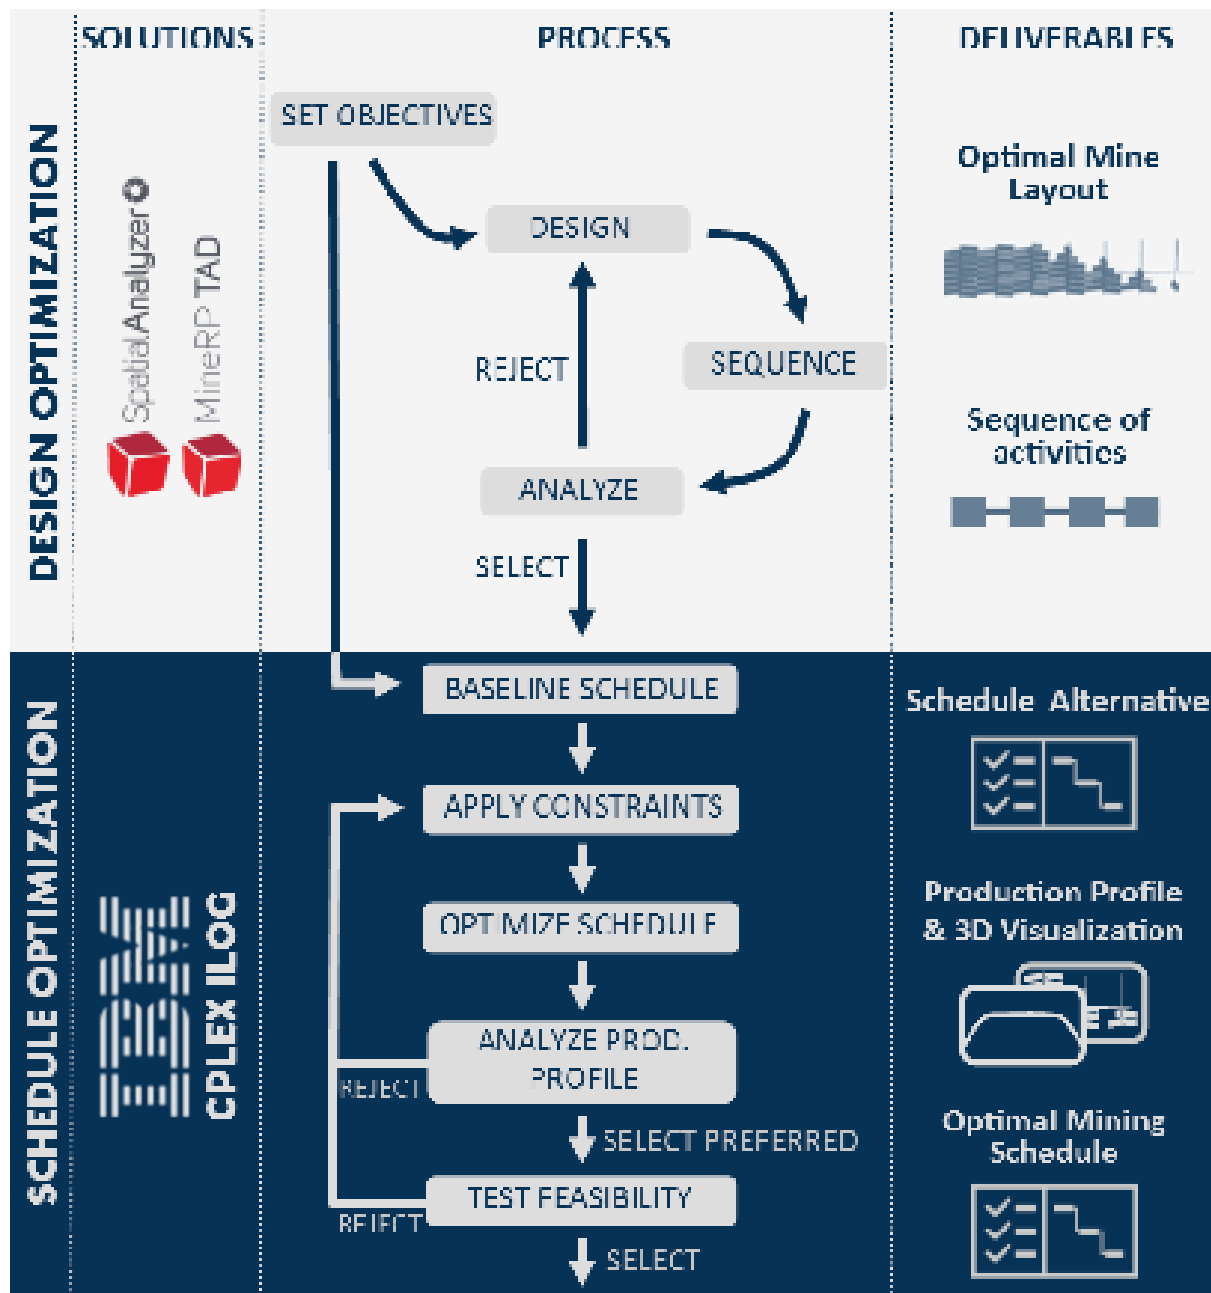 SOLUTIONS
PROCESS
DELIVERABLES
DESIGN OPTIMIZATION
SpatialAnalyzer
MineRP TAD
SET OBJECTIVES
DESIGN
SEQUENCE
REJECT
ANALYZE
SELECT
Optimal Mine
Layout
Sequence of
activities
SCHEDULE OPTIMIZATION
IBM
CPLEX ILOG
BASELINE SCHEDULE
APPLY CONSTRAINTS
OPTIMIZE SCHEDULE
ANALYZE PROD.
PROFILE
REJECT
SELECT PREFERRED
TEST FEASIBILITY
REJECT
SELECT
Schedule Alternative
Production Profile
& 3D Visualization
Optimal Mining
Schedule